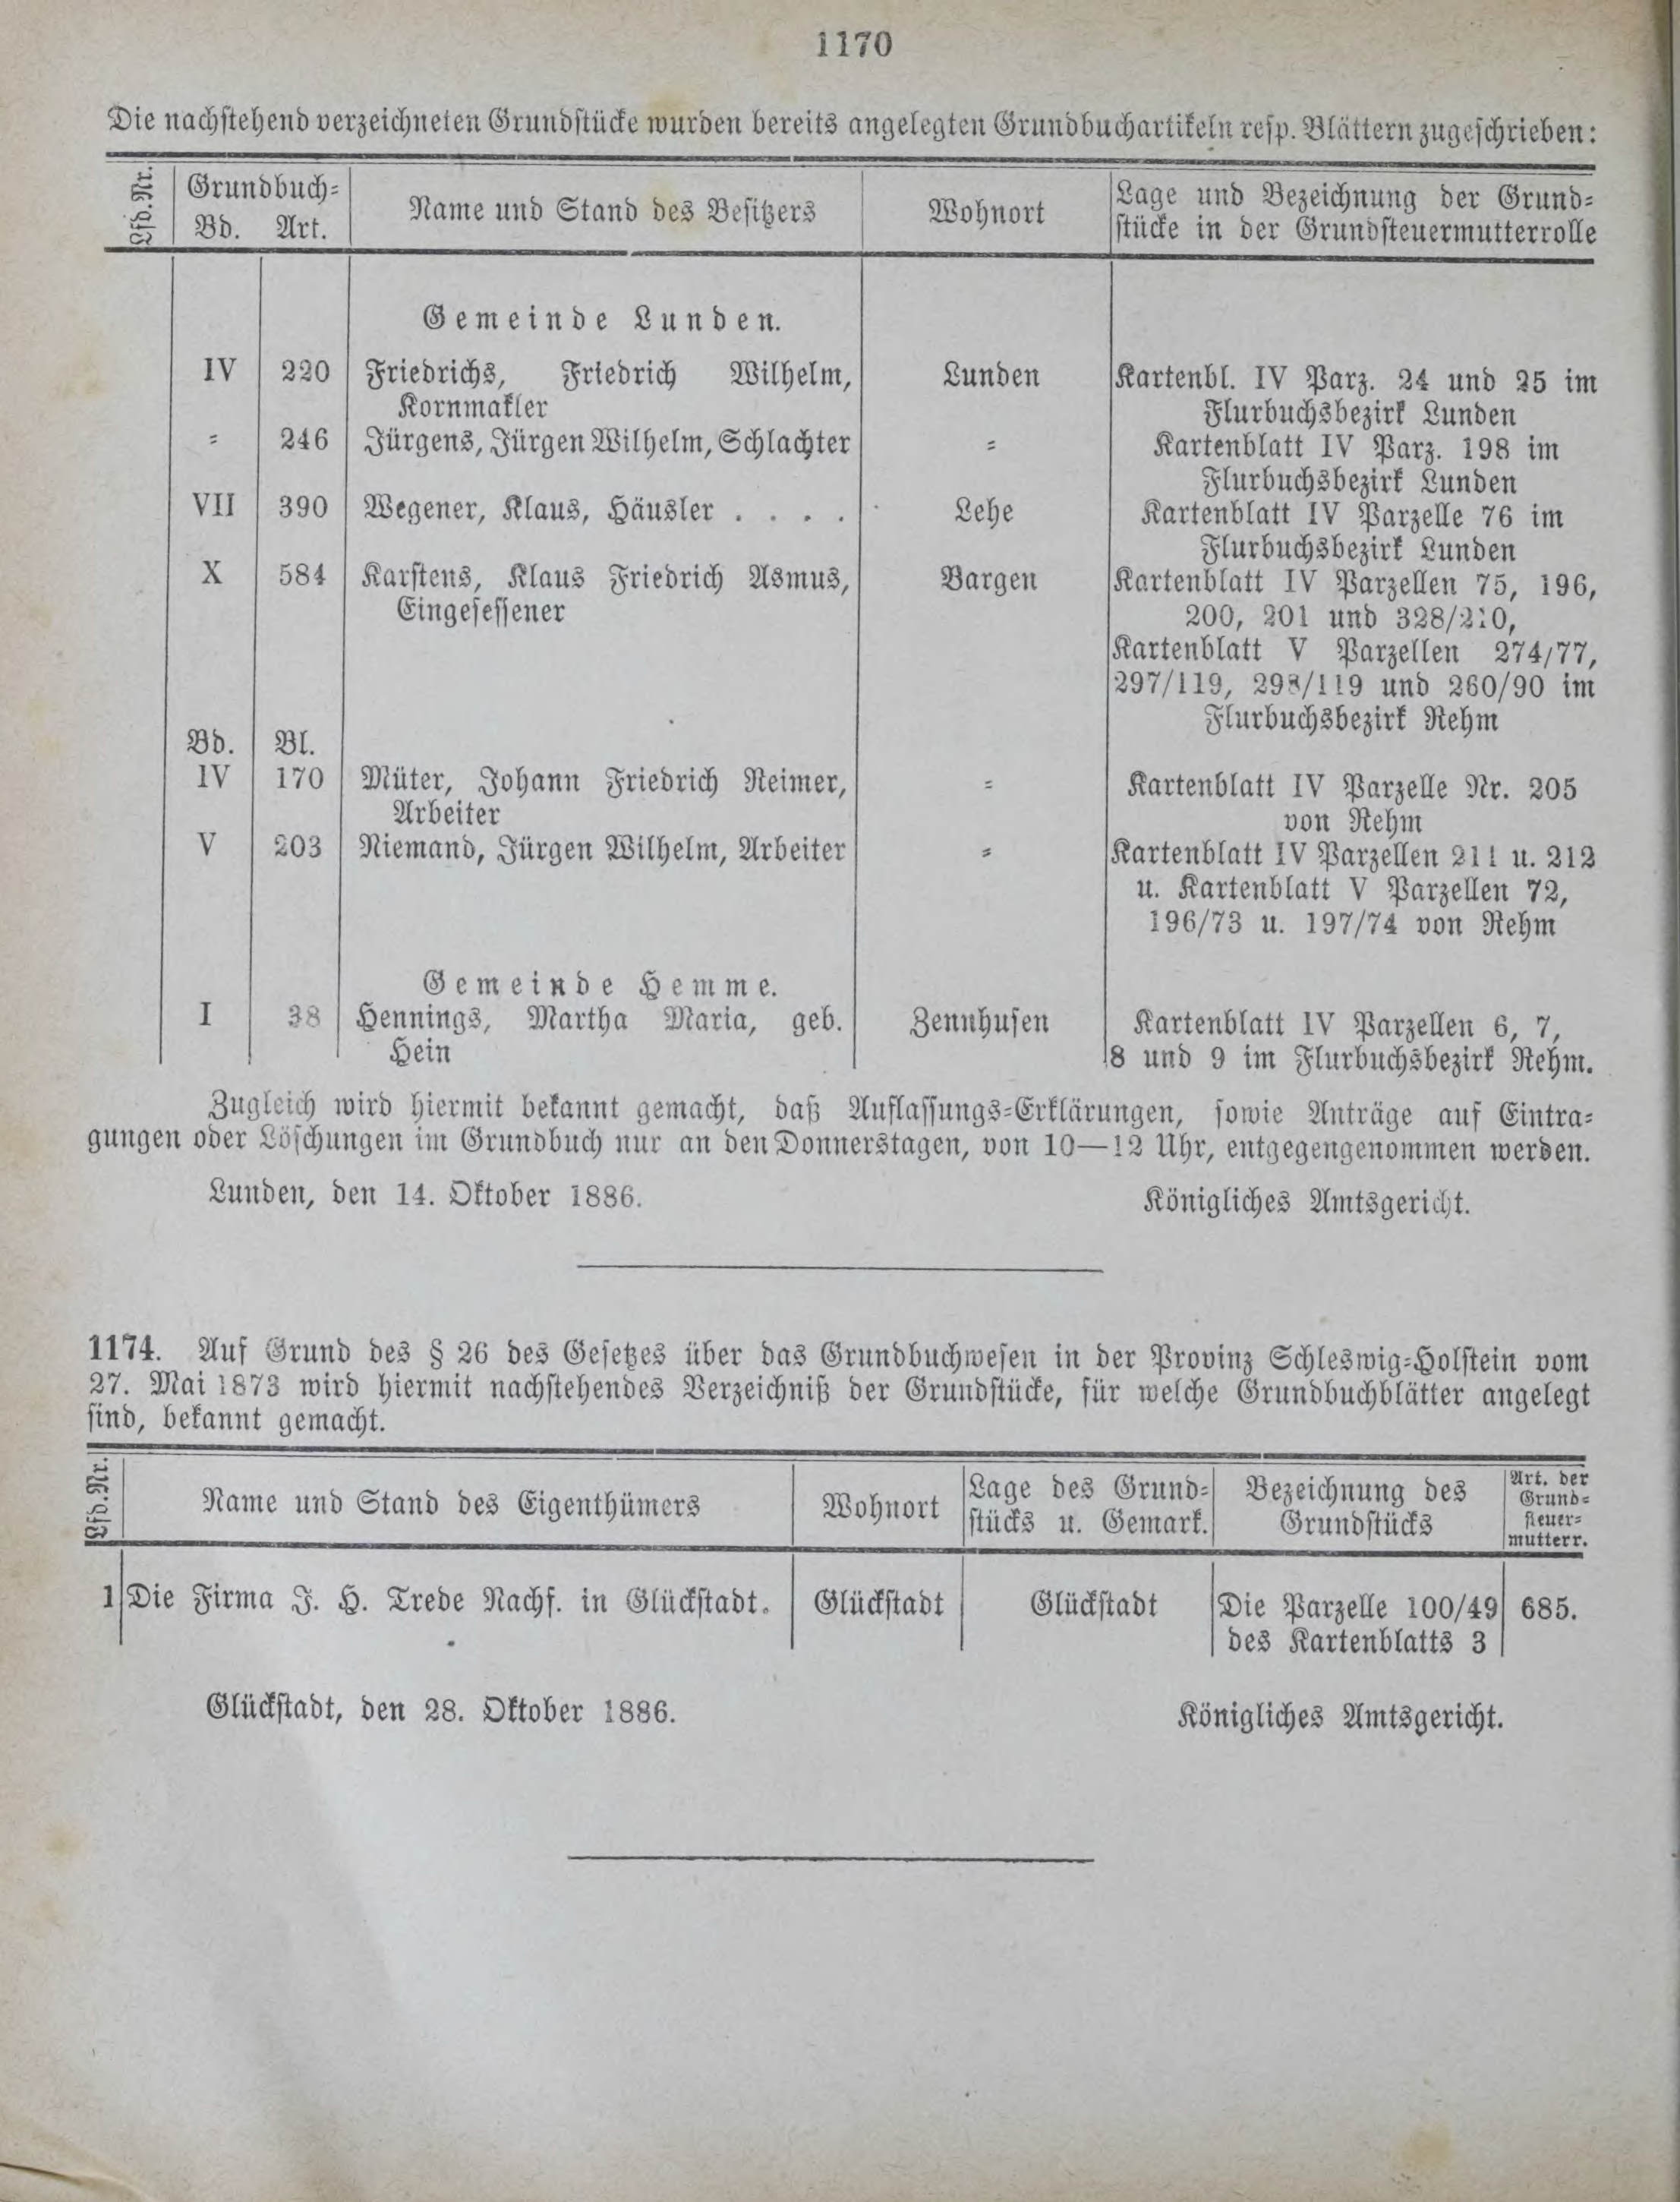 1170
Die nachstehend verzeichneten Grundstücke wurden bereits angelegten Grundbuchartikeln resp. Blättern zugeschrieben:
Lfd. Nr.
Grundbuch-
Bd. Art.
Name und Stand des Besitzers
Wohnort
Lage und Bezeichnung der Grund-
stücke in der Grundsteuermutterrolle
Gemeinde Lunden.
IV 220 Friedrichs, Friedrich Wilhelm, Lunden Kartenbl. IV Parz. 24 und 25 im
Kornmakler Flurbuchsbezirk Lunden
= 246 Jürgens, Jürgen Wilhelm, Schlachter = Kartenblatt IV Parz. 198 im
Flurbuchsbezirk Lunden
VII 390 Wegener, Klaus, Häusler . . . . Lehe Kartenblatt IV Parzelle 76 im
Flurbuchsbezirk Lunden
X 584 Karstens, Klaus Friedrich Asmus, Bargen Kartenblatt IV Parzellen 75, 196,
Eingesessener 200, 201 und 328/210,
Kartenblatt V Parzellen 274/77,
297/119, 298/119 und 260/90 im
Flurbuchsbezirk Rehm
Bd. Bl.
IV 170 Müter, Johann Friedrich Reimer, = Kartenblatt IV Parzelle Nr. 205
Arbeiter von Rehm
V 203 Niemand, Jürgen Wilhelm, Arbeiter = Kartenblatt IV Parzellen 211 u. 212
u. Kartenblatt V Parzellen 72,
196/73 u. 197/74 von Rehm
Gemeinde Hemme.
I 38 Hennings, Martha Maria, geb. Zennhusen Kartenblatt IV Parzellen 6, 7,
Hein 8 und 9 im Flurbuchsbezirk Rehm.
Zugleich wird hiermit bekannt gemacht, daß Auflassungs-Erklärungen, sowie Anträge auf Eintra-
gungen oder Löschungen im Grundbuch nur an den Donnerstagen, von 10—12 Uhr, entgegengenommen werden.
Lunden, den 14. Oktober 1886. Königliches Amtsgericht.
1174. Auf Grund des § 26 des Gesetzes über das Grundbuchwesen in der Provinz Schleswig-Holstein vom
27. Mai 1873 wird hiermit nachstehendes Verzeichniß der Grundstücke, für welche Grundbuchblätter angelegt
sind, bekannt gemacht.
Lfd. Nr.
Name und Stand des Eigenthümers
Wohnort
Lage des Grund-
stücks u. Gemark.
Bezeichnung des
Grundstücks
Art. der
Grund-
steuer-
mutterr.
1 Die Firma J. H. Trede Nachf. in Glückstadt. Glückstadt Glückstadt Die Parzelle 100/49 685.
des Kartenblatts 3
Glückstadt, den 28. Oktober 1886. Königliches Amtsgericht.